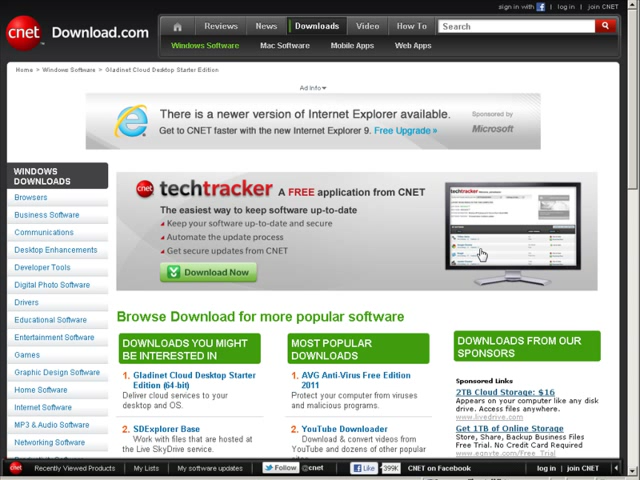 sign in with f | log in | join CNET
cnet Download.com
Reviews News Downloads Video How To Search
Windows Software Mac Software Mobile Apps Web Apps
Home > Windows Software > Gladinet Cloud Desktop Starter Edition
Ad Info
There is a newer version of Internet Explorer available.
Get to CNET faster with the new Internet Explorer 9. Free Upgrade »
Sponsored by
Microsoft
WINDOWS
DOWNLOADS
Browsers
Business Software
Communications
Desktop Enhancements
Developer Tools
Digital Photo Software
Drivers
Educational Software
Entertainment Software
Games
Graphic Design Software
Home Software
Internet Software
MP3 & Audio Software
Networking Software
cnet techtracker A FREE application from CNET
The easiest way to keep software up-to-date
Keep your software up-to-date and secure
Automate the update process
Get secure updates from CNET
Download Now
techtracker
Browse Download for more popular software
DOWNLOADS YOU MIGHT
BE INTERESTED IN
1. Gladinet Cloud Desktop Starter
Edition (64-bit)
Deliver cloud services to your
desktop and OS.
2. SDExplorer Base
Work with files that are hosted at
the Live SkyDrive service.
MOST POPULAR
DOWNLOADS
1. AVG Anti-Virus Free Edition
2011
Protect your computer from viruses
and malicious programs.
2. YouTube Downloader
Download & convert videos from
YouTube and dozens of other popular
DOWNLOADS FROM OUR
SPONSORS
Sponsored Links
2TB Cloud Storage: $16
Appears on your computer like any disk
drive. Access files anywhere.
www.livedrive.com
Get 1TB of Online Storage
Store, Share, Backup Business Files
Free Trial. No Credit Card Required
www.egnyte.com/Free_Trial
cnet Recently Viewed Products | My Lists | My software updates Follow @cnet f Like 399K CNET on Facebook log in | join CNET